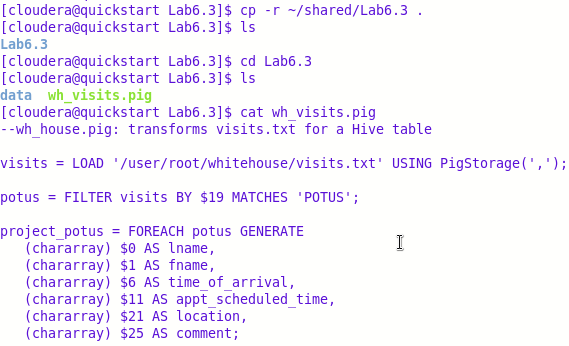 [cloudera@quickstart Lab6.3]$ cp -r ~/shared/Lab6.3 .
[cloudera@quickstart Lab6.3]$ ls
Lab6.3
[cloudera@quickstart Lab6.3]$ cd Lab6.3
[cloudera@quickstart Lab6.3]$ ls
data  wh_visits.pig
[cloudera@quickstart Lab6.3]$ cat wh_visits.pig
--wh_house.pig: transforms visits.txt for a Hive table

visits = LOAD '/user/root/whitehouse/visits.txt' USING PigStorage(',');

potus = FILTER visits BY $19 MATCHES 'POTUS';

project_potus = FOREACH potus GENERATE
   (chararray) $0 AS lname,
   (chararray) $1 AS fname,
   (chararray) $6 AS time_of_arrival,
   (chararray) $11 AS appt_scheduled_time,
   (chararray) $21 AS location,
   (chararray) $25 AS comment;